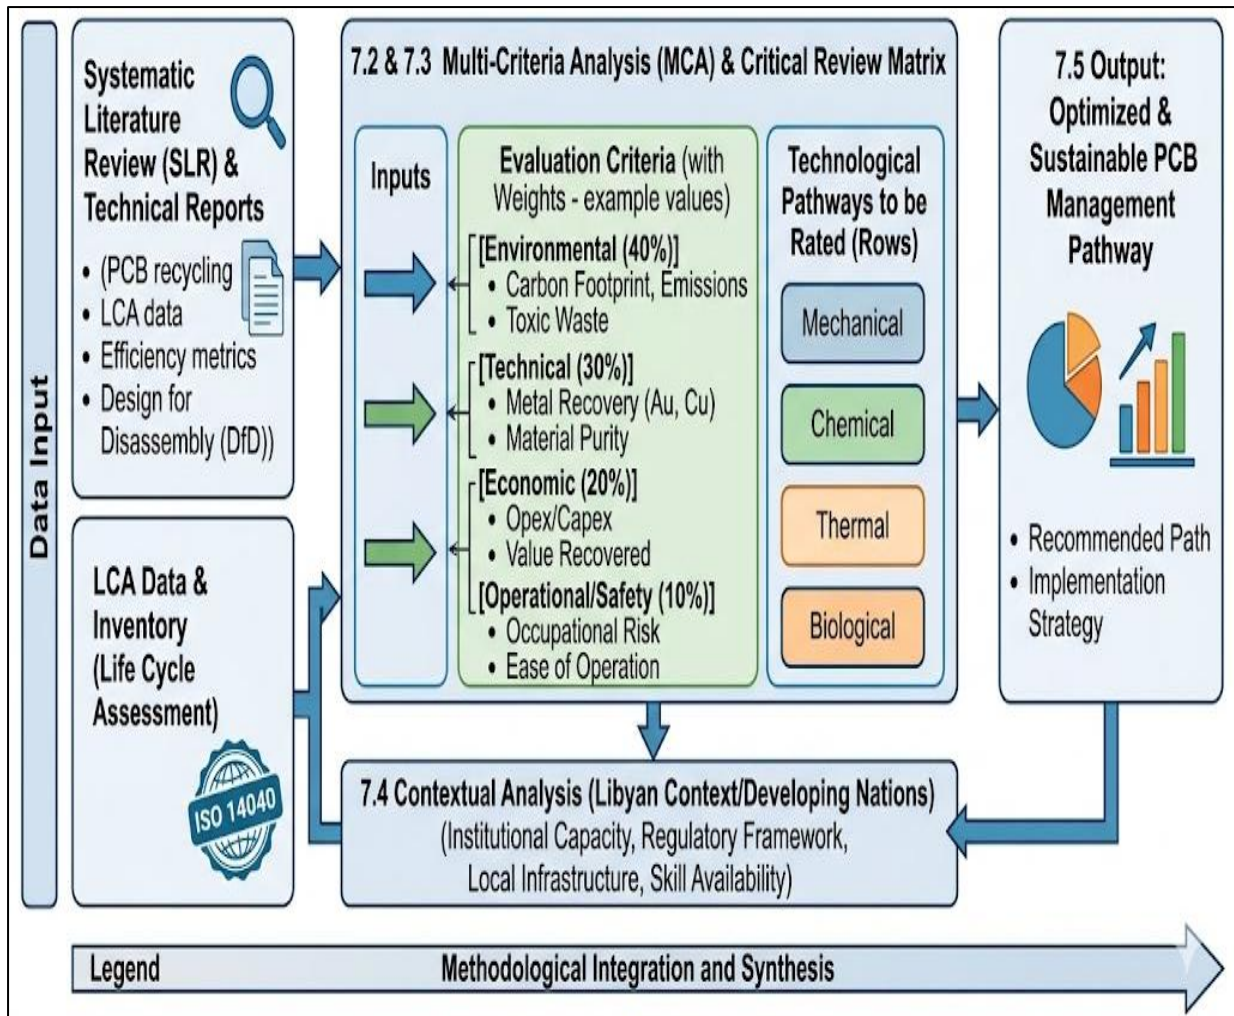 Data Input
Systematic
Literature
Review (SLR) &
Technical Reports
• (PCB recycling
• LCA data
• Efficiency metrics
• Design for
Disassembly (DfD))
LCA Data &
Inventory
(Life Cycle
Assessment)
ISO 14040
7.2 & 7.3 Multi-Criteria Analysis (MCA) & Critical Review Matrix
Inputs
Evaluation Criteria (with
Weights - example values)
[Environmental (40%)]
• Carbon Footprint, Emissions
• Toxic Waste
[Technical (30%)]
• Metal Recovery (Au, Cu)
• Material Purity
[Economic (20%)]
• Opex/Capex
• Value Recovered
[Operational/Safety (10%)]
• Occupational Risk
• Ease of Operation
Technological
Pathways to be
Rated (Rows)
Mechanical
Chemical
Thermal
Biological
7.4 Contextual Analysis (Libyan Context/Developing Nations)
(Institutional Capacity, Regulatory Framework,
Local Infrastructure, Skill Availability)
7.5 Output:
Optimized &
Sustainable PCB
Management
Pathway
• Recommended Path
• Implementation
Strategy
Legend
Methodological Integration and Synthesis